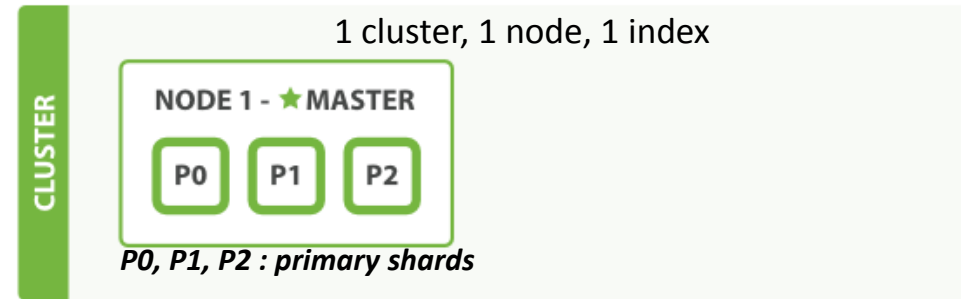 1 cluster, 1 node, 1 index
CLUSTER
NODE 1 - ★ MASTER
P0 P1 P2
P0, P1, P2 : primary shards